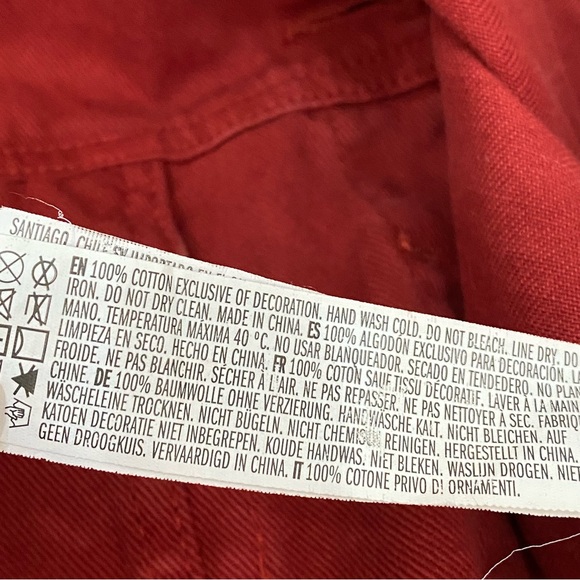 SANTIAGO, CHILE
EN 100% COTTON EXCLUSIVE OF DECORATION. HAND WASH COLD. DO NOT BLEACH. LINE DRY. DO
IRON. DO NOT DRY CLEAN. MADE IN CHINA. ES 100% ALGODÓN EXCLUSIVO PARA DECORACIÓN. LA
MANO. TEMPERATURA MÁXIMA 40 °C. NO USAR BLANQUEADOR. SECADO EN TENDEDERO. NO PLAN
LIMPIEZA EN SECO. HECHO EN CHINA. FR 100% COTON SAUF TISSU DÉCORATIF. LAVER À LA MAIN
FROIDE. NE PAS BLANCHIR. SÉCHER À L'AIR. NE PAS REPASSER. NE PAS NETTOYER À SEC. FABRIQU
CHINE. DE 100% BAUMWOLLE OHNE VERZIERUNG. HANDWÄSCHE KALT. NICHT BLEICHEN. AUF
WÄSCHELEINE TROCKNEN. NICHT BÜGELN. NICHT CHEMISCH REINIGEN. HERGESTELLT IN CHINA.
KATOEN DECORATIE NIET INBEGREPEN. KOUDE HANDWAS. NIET BLEKEN. WASLIJN DROGEN. NIET
GEEN DROOGKUIS. VERVAARDIGD IN CHINA. IT 100% COTONE PRIVO DI ORNAMENTI.